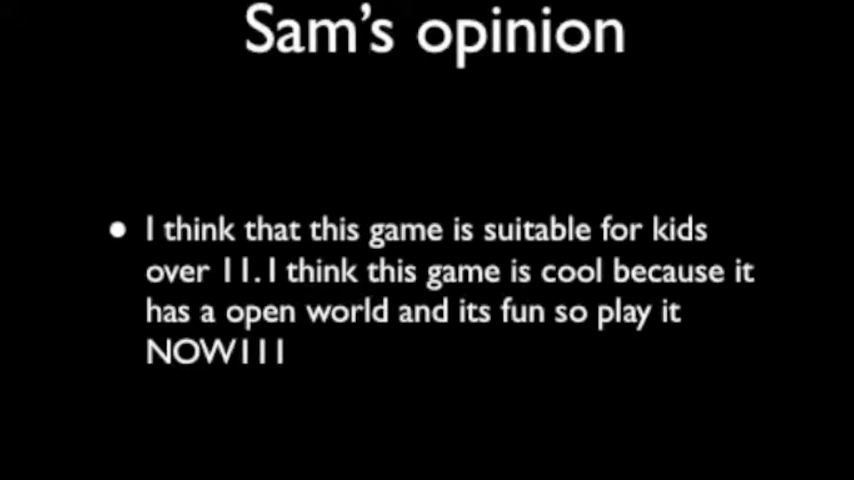 Sam's opinion
• I think that this game is suitable for kids
over 11. I think this game is cool because it
has a open world and its fun so play it
NOW111